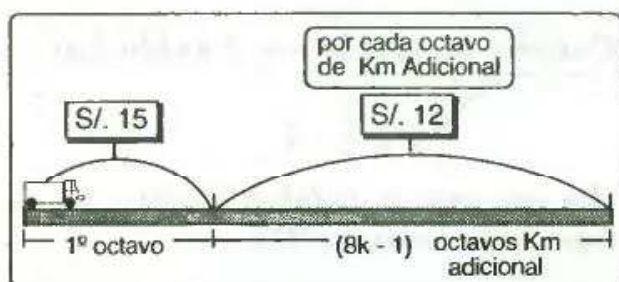 por cada octavo
de Km Adicional
S/. 15
S/. 12
1º octavo
(8k - 1)
octavos Km
adicional